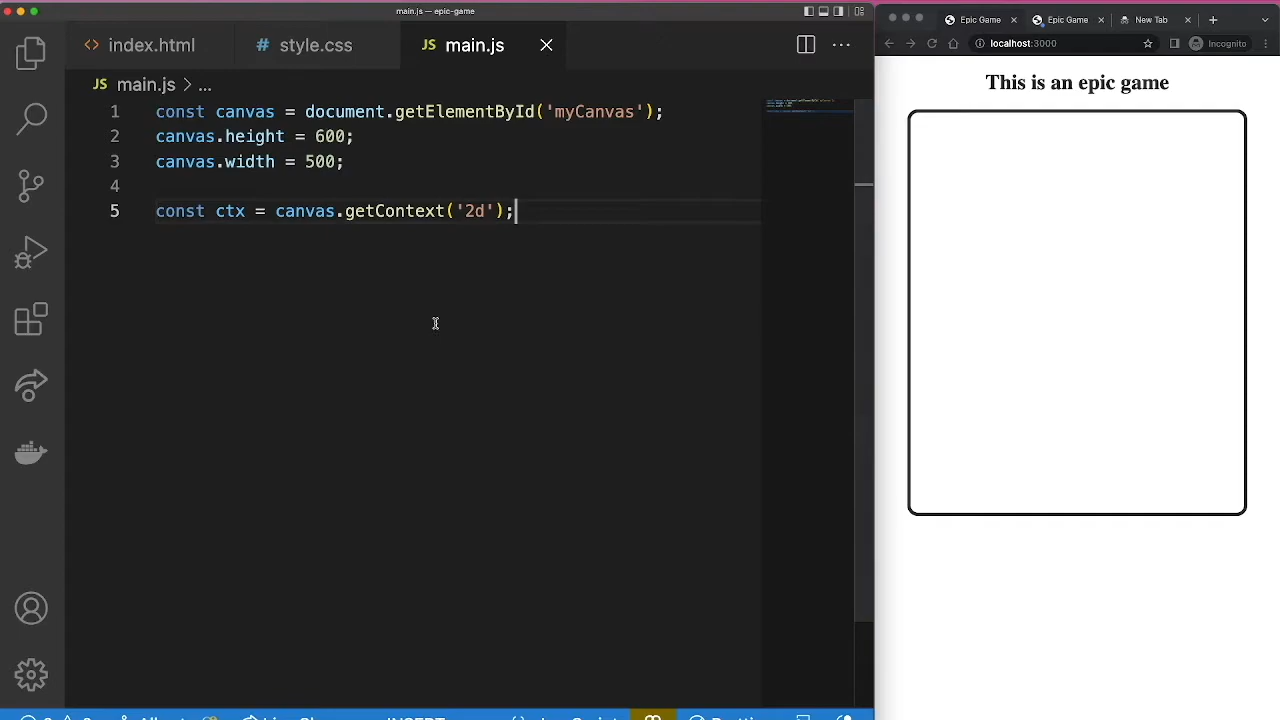 main.js — epic-game
index.html
style.css
JS main.js
JS main.js > ...
1 const canvas = document.getElementById('myCanvas');
2 canvas.height = 600;
3 canvas.width = 500;
4
5 const ctx = canvas.getContext('2d');
Epic Game
Epic Game
New Tab
localhost:3000
Incognito
This is an epic game